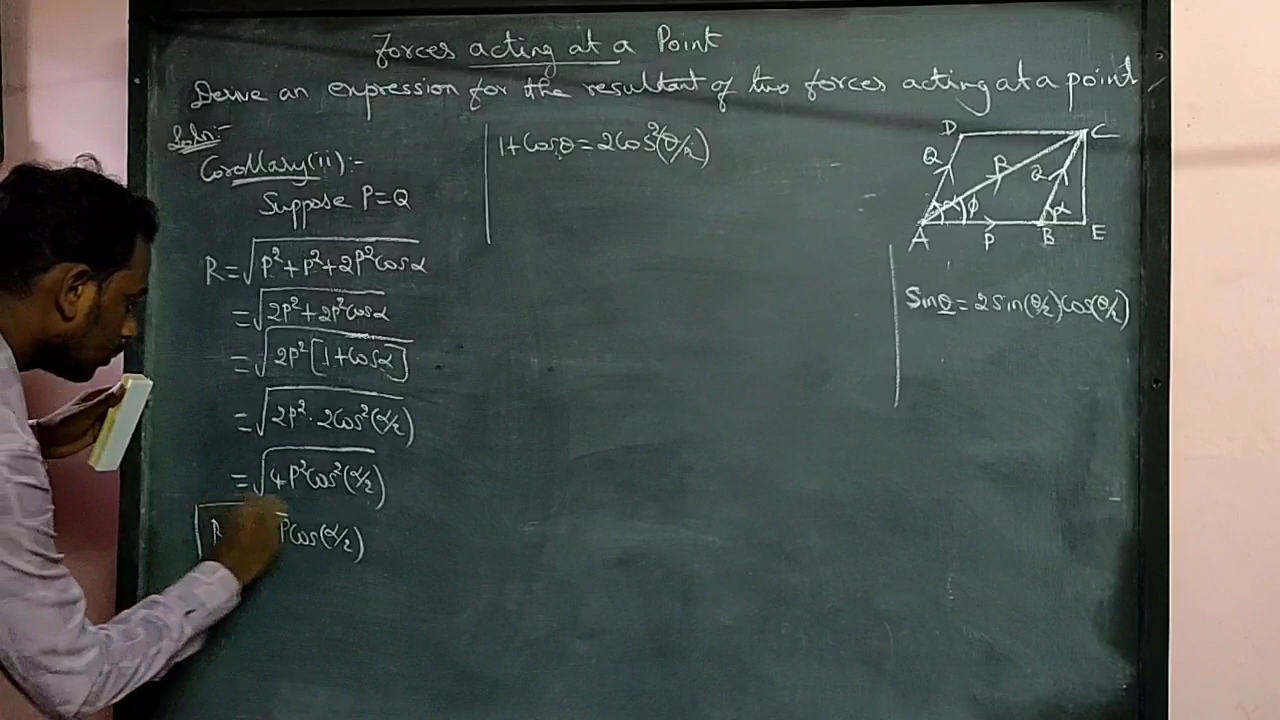 Forces acting at a Point
Derive an expression for the resultant of two forces acting at a point
Soln:-
Corollary(ii):-
Suppose P=Q
R=√P²+P²+2P²Cosα
=√2P²+2P²Cosα
=√2P²[1+Cosα]
=√2P²·2Cos²(α/2)
=√4P²Cos²(α/2)
R PCos(α/2)
1+Cosθ=2Cos²(θ/2)
D C
Q R Q
α φ α
A P B E
Sinθ=2Sin(θ/2)Cos(θ/2)